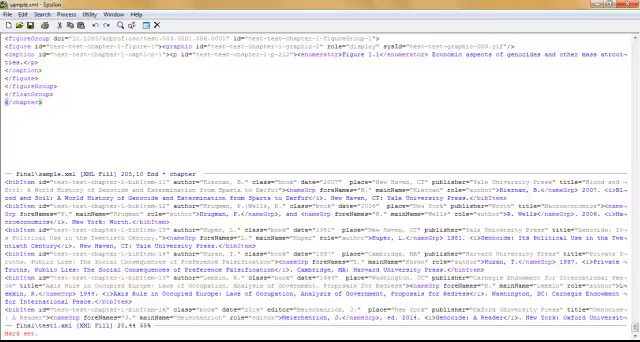 sample.xml - Epsilon
File Edit Search Process Utility Window Help
<figureGroup doi="10.1093/acprof:oso/test.003.0001.006.0001" id="test-test-chapter-1-figureGroup-1">
<figure id="test-test-chapter-1-figure-1"><graphic id="test-test-chapter-1-graphic-2" role="display" sysId="test-test-graphic-009.gif"/>
<caption id="test-test-chapter-1-caption-1"><p id="test-test-chapter-1-p-212"><enumerator>Figure 1.1</enumerator> Economic aspects of genocides and other mass atroci~
ties.</p>
</caption>
</figure>
</figureGroup>
</floatGroup>
</chapter>
final\sample.xml [XML Fill] 205,10 End * chapter
<bibItem id="test-test-chapter-1-bibItem-11" author="Kiernan, B." class="book" date="2007" place="New Haven, CT" publisher="Yale University Press" title="Blood and
Soil: A World History of Genocide and Extermination from Sparta to Darfur"><nameGrp foreNames="B." mainName="Kiernan" role="author">Kiernan, B.</nameGrp> 2007. <i>Bl~
ood and Soil: A World History of Genocide and Extermination from Sparta to Darfur</i>. New Haven, CT: Yale University Press.</bibItem>
<bibItem id="test-test-chapter-1-bibItem-12" author="Krugman, P.|Wells, R." class="book" date="2006" place="New York" publisher="Worth" title="Macroeconomics"><name~
Grp foreNames="P." mainName="Krugman" role="author">Krugman, P.</nameGrp>, and <nameGrp foreNames="R." mainName="Wells" role="author">R. Wells</nameGrp>. 2006. <i>Ma~
croeconomics</i>. New York: Worth.</bibItem>
<bibItem id="test-test-chapter-1-bibItem-13" author="Kuper, L." class="book" date="1981" place="New Haven, CT" publisher="Yale University Press" title="Genocide: It~
s Political Use in the Twentieth Century"><nameGrp foreNames="L." mainName="Kuper" role="author">Kuper, L.</nameGrp> 1981. <i>Genocide: Its Political Use in the Twe~
ntieth Century</i>. New Haven, CT: Yale University Press.</bibItem>
<bibItem id="test-test-chapter-1-bibItem-14" author="Kuran, T." class="book" date="1997" place="Cambridge, MA" publisher="Harvard University Press" title="Private T~
ruths, Public Lies: The Social Consequences of Preference Falsification"><nameGrp foreNames="T." mainName="Kuran" role="author">Kuran, T.</nameGrp> 1997. <i>Private
Truths, Public Lies: The Social Consequences of Preference Falsification</i>. Cambridge, MA: Harvard University Press.</bibItem>
<bibItem id="test-test-chapter-1-bibItem-15" author="Lemkin, R." class="book" date="1944" place="Washington, DC" publisher="Carnegie Endowment for International Pea~
ce" title="Axis Rule in Occupied Europe: Laws of Occupation, Analysis of Government, Proposals for Redress"><nameGrp foreNames="R." mainName="Lemkin" role="author">L~
emkin, R.</nameGrp> 1944. <i>Axis Rule in Occupied Europe: Laws of Occupation, Analysis of Government, Proposals for Redress</i>. Washington, DC: Carnegie Endowment
for International Peace.</bibItem>
<bibItem id="test-test-chapter-1-bibItem-16" class="book" date="2014" editor="Meierhenrich, J." place="New York" publisher="Oxford University Press" title="Genocide~
: A Reader"><nameGrp foreNames="J." mainName="Meierhenrich" role="editor">Meierhenrich, J.</nameGrp>, ed. 2014. <i>Genocide: A Reader</i>. New York: Oxford Universit~
final\test1.xml [XML Fill] 20,44 55%
Mark set.